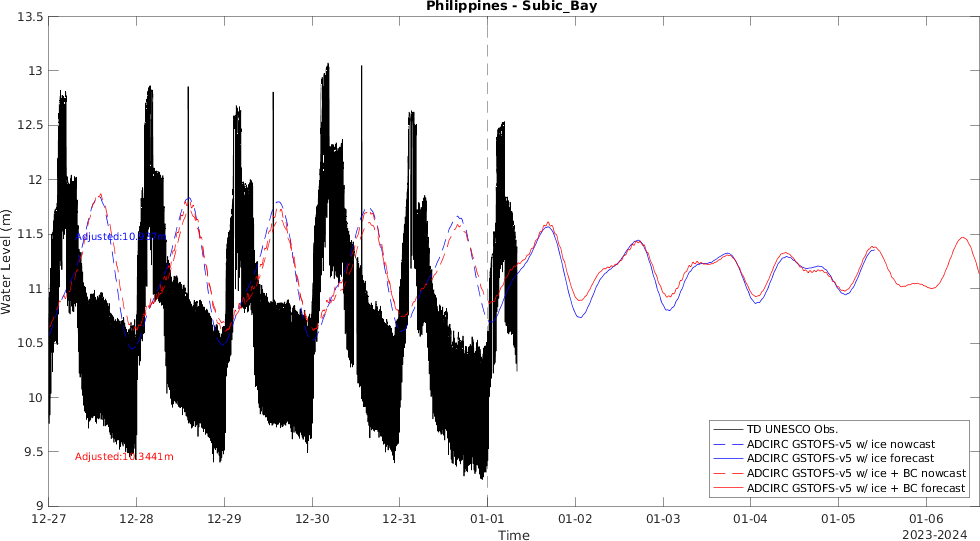 Philippines - Subic_Bay
13.5
13
12.5
12
11.5
11
10.5
10
9.5
9
Water Level (m)
Adjusted:10.
Adjusted:10.3441m
TD UNESCO Obs.
ADCIRC GSTOFS-v5 w/ ice nowcast
ADCIRC GSTOFS-v5 w/ ice forecast
ADCIRC GSTOFS-v5 w/ ice + BC nowcast
ADCIRC GSTOFS-v5 w/ ice + BC forecast
12-27 12-28 12-29 12-30 12-31 01-01 01-02 01-03 01-04 01-05 01-06
Time
2023-2024